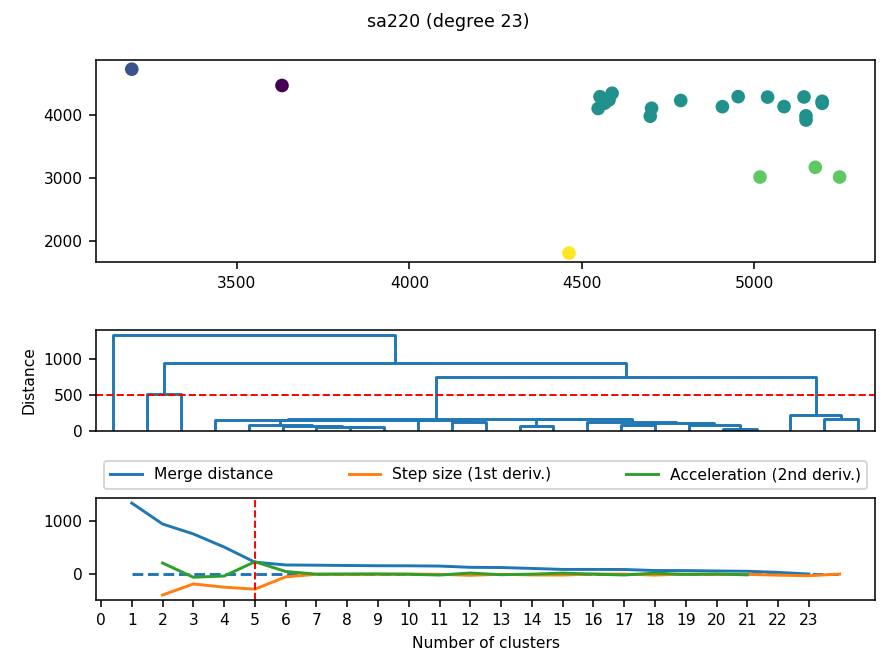 sa220 (degree 23)
4000
3000
2000
3500 4000 4500 5000
Distance
1000
500
0
Merge distance Step size (1st deriv.) Acceleration (2nd deriv.)
1000
0
0 1 2 3 4 5 6 7 8 9 10 11 12 13 14 15 16 17 18 19 20 21 22 23
Number of clusters